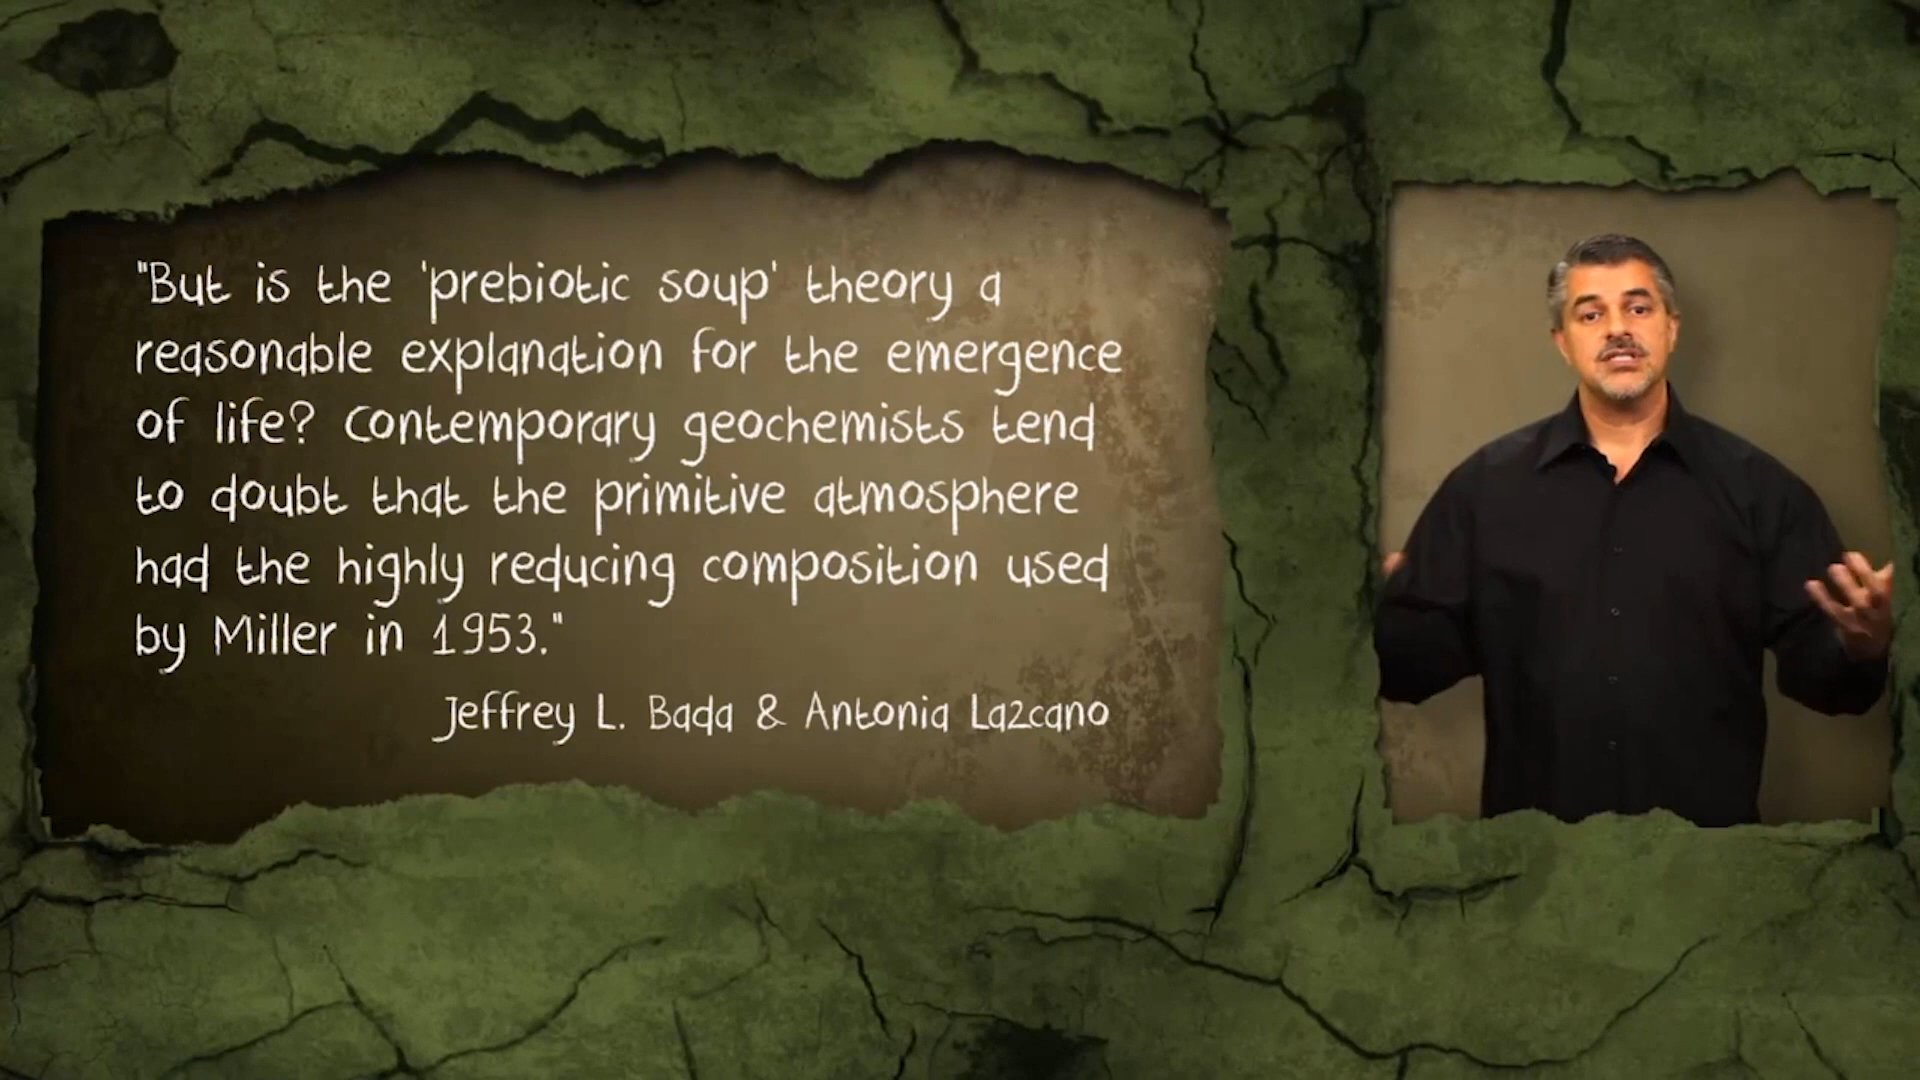 "But is the 'prebiotic soup' theory a
reasonable explanation for the emergence
of life? Contemporary geochemists tend
to doubt that the primitive atmosphere
had the highly reducing composition used
by Miller in 1953."
Jeffrey L. Bada & Antonia Lazcano